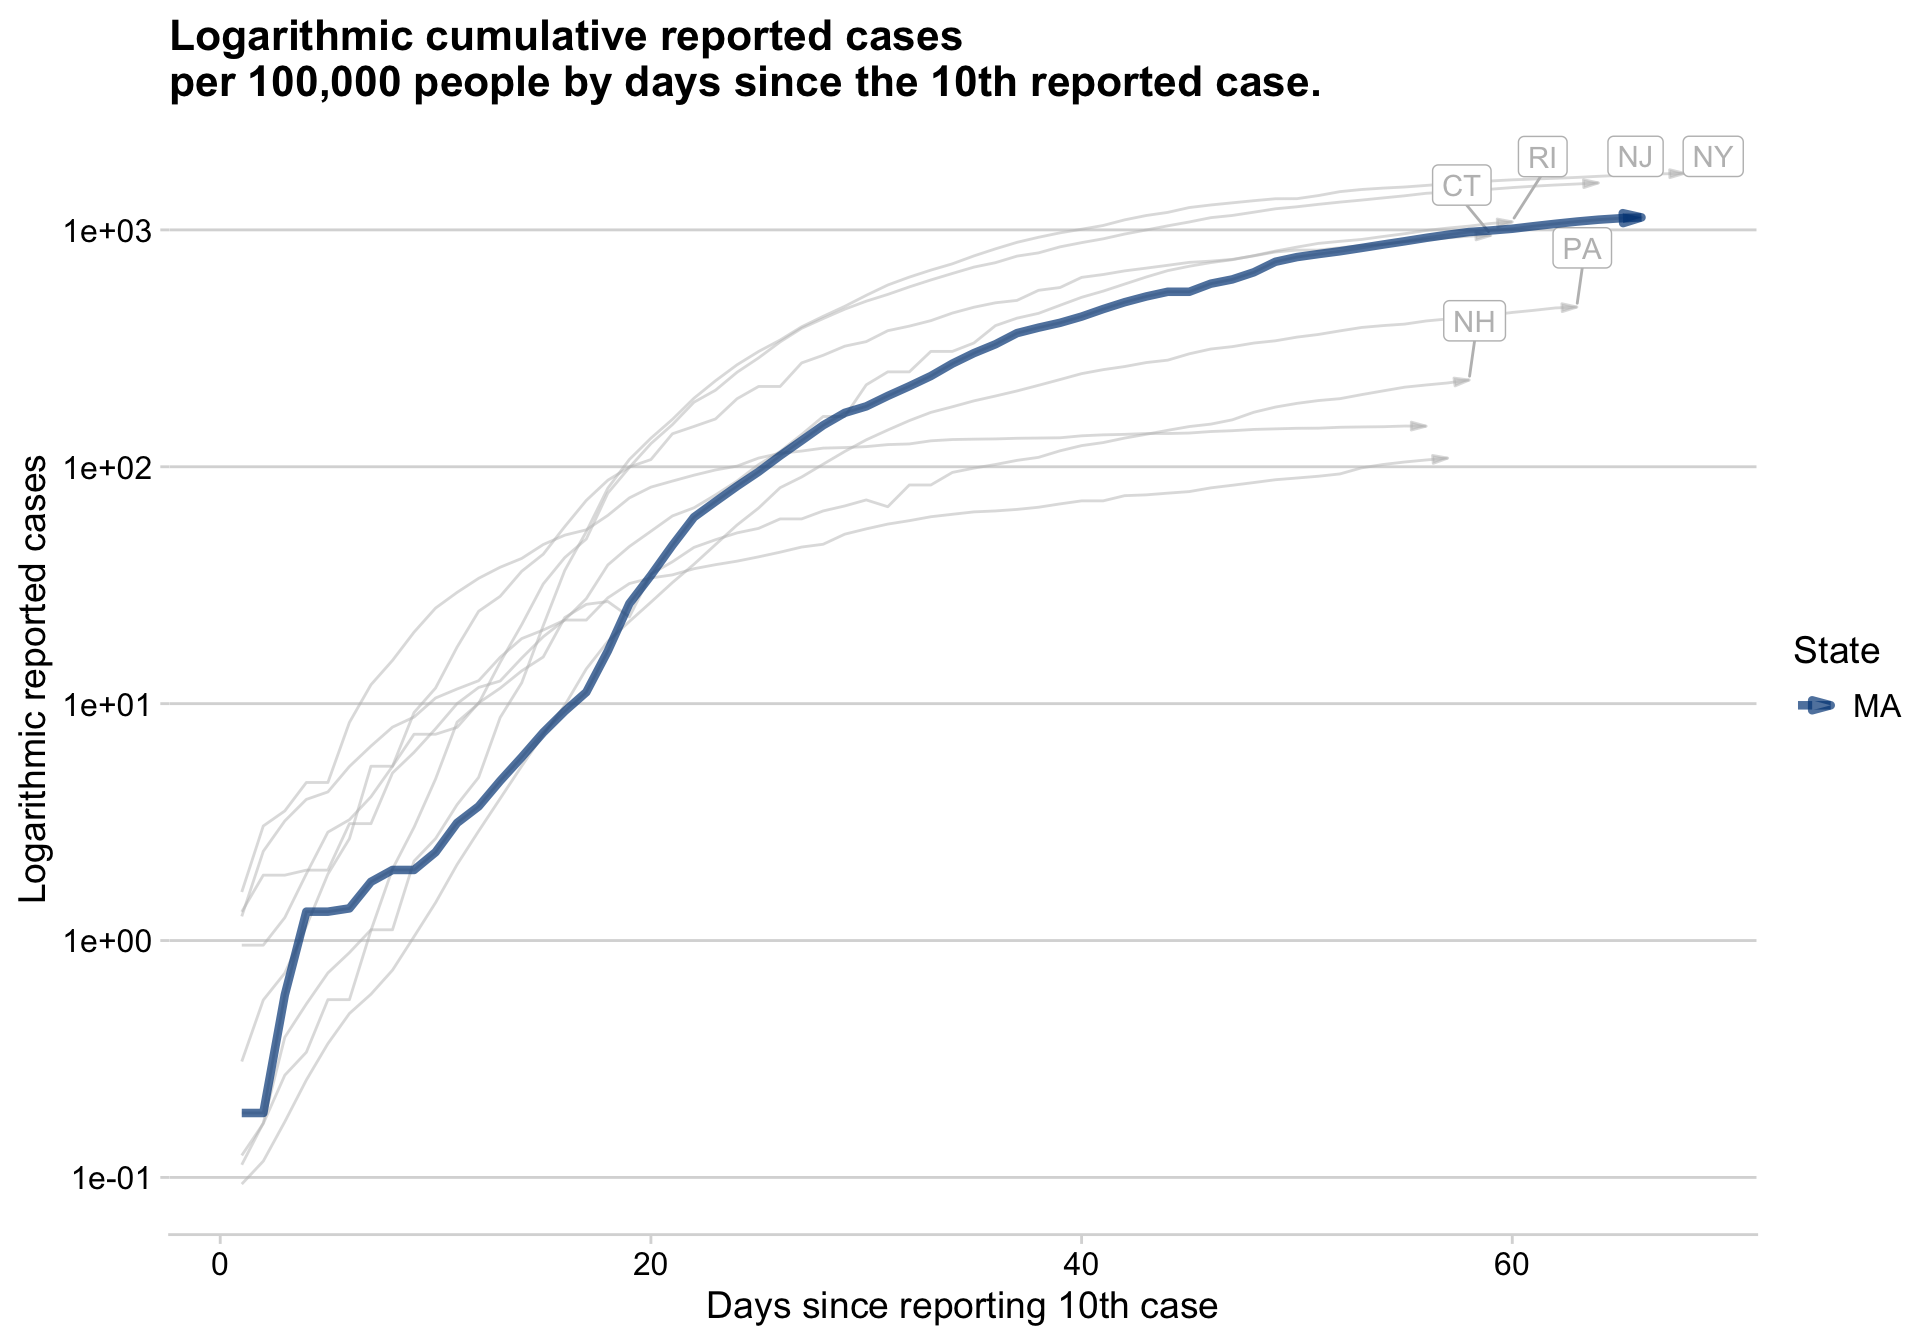 Logarithmic cumulative reported cases
per 100,000 people by days since the 10th reported case.
RI
NJ
NY
CT
PA
NH
1e+03
1e+02
1e+01
1e+00
1e-01
Logarithmic reported cases
State
MA
0
20
40
60
Days since reporting 10th case